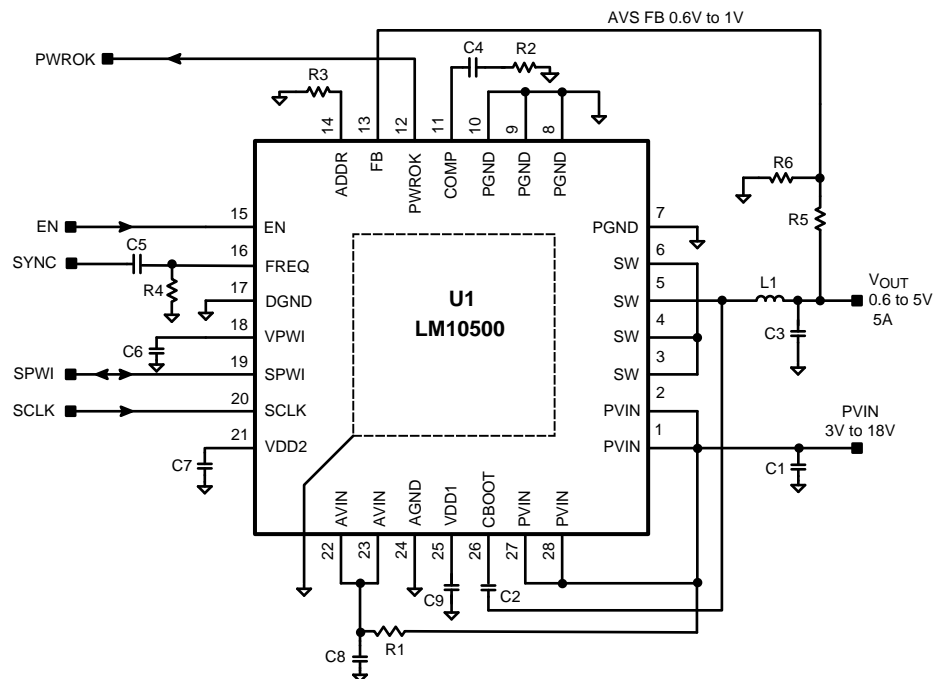 AVS FB 0.6V to 1V
PWROK
C4
R2
R3
14
13
12
11
10
9
8
ADDR
FB
PWROK
COMP
PGND
PGND
PGND
R6
R5
EN
15
EN
SYNC
C5
16
FREQ
R4
17
DGND
18
VPWI
C6
SPWI
19
SPWI
SCLK
20
SCLK
21
VDD2
C7
U1
LM10500
7
PGND
6
SW
5
SW
4
SW
3
SW
2
PVIN
1
PVIN
L1
VOUT
0.6 to 5V
5A
C3
PVIN
3V to 18V
C1
AVIN
AVIN
AGND
VDD1
CBOOT
PVIN
PVIN
22
23
24
25
26
27
28
C9
C2
R1
C8